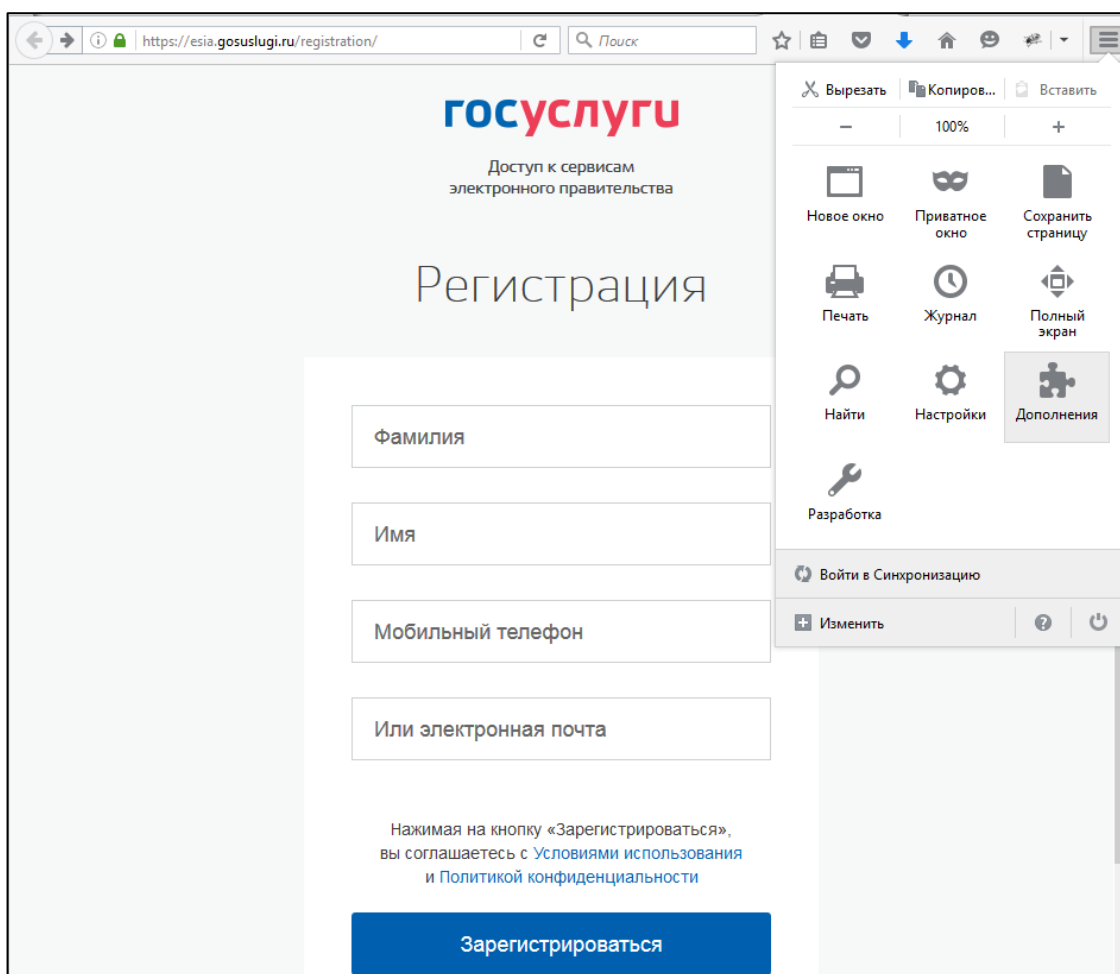 https://esia.gosuslugi.ru/registration/
Поиск
госуслуги
Доступ к сервисам
электронного правительства
Регистрация
Фамилия
Имя
Мобильный телефон
Или электронная почта
Нажимая на кнопку «Зарегистрироваться»,
вы соглашаетесь с Условиями использования
и Политикой конфиденциальности
Зарегистрироваться
Вырезать Копиров... Вставить
− 100% +
Новое окно
Приватное
окно
Сохранить
страницу
Печать
Журнал
Полный
экран
Найти
Настройки
Дополнения
Разработка
Войти в Синхронизацию
Изменить